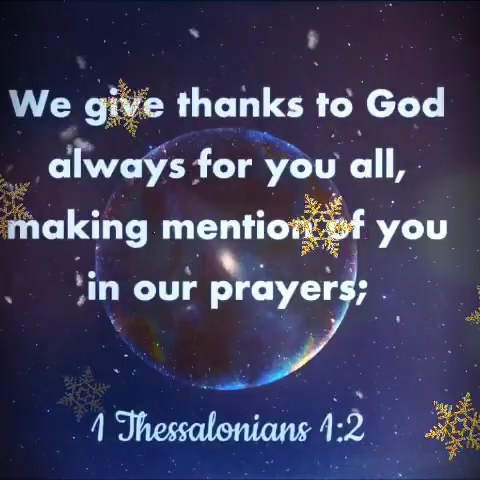 We give thanks to God
always for you all,
making mention of you
in our prayers;
1 Thessalonians 1:2